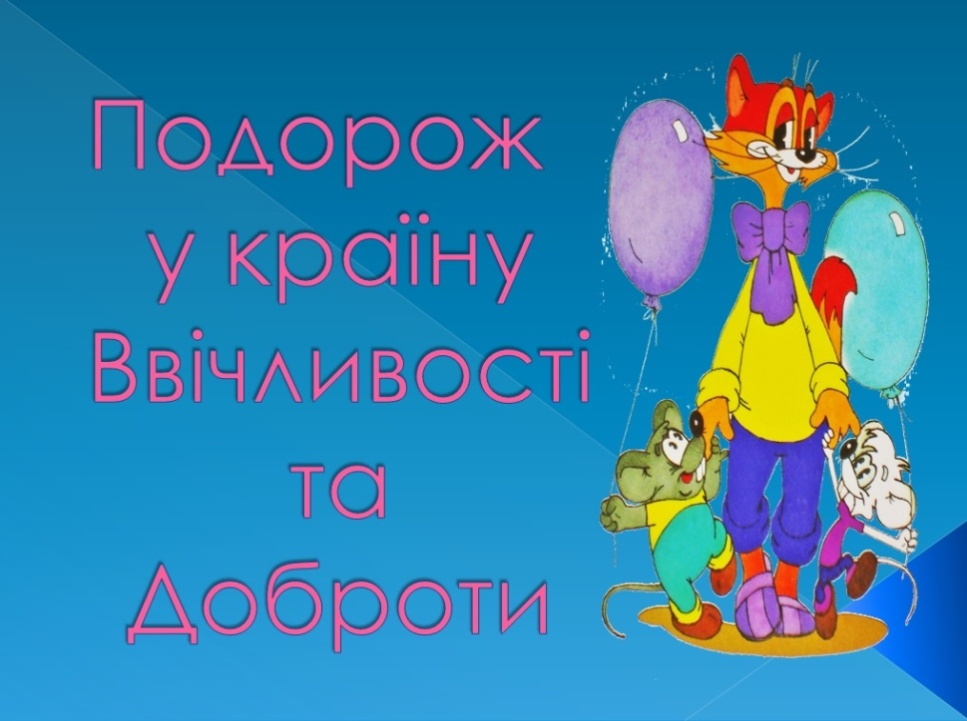 Подорож
у країну
Ввічливості
та
Доброти